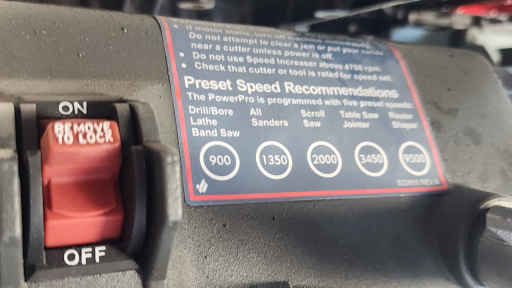 ON
REMOVE
TO LOCK
OFF
Do not attempt to clear a jam or put your hands
near a cutter unless power is off.
• Do not use Speed Increaser above 8750 rpm.
• Check that cutter or tool is rated for speed set.
Preset Speed Recommendations
The PowerPro is programmed with five preset speeds:
Drill/Bore All Scroll Table Saw Router
Lathe Sanders Saw Jointer Shaper
Band Saw
900 1350 2000 3450 9500